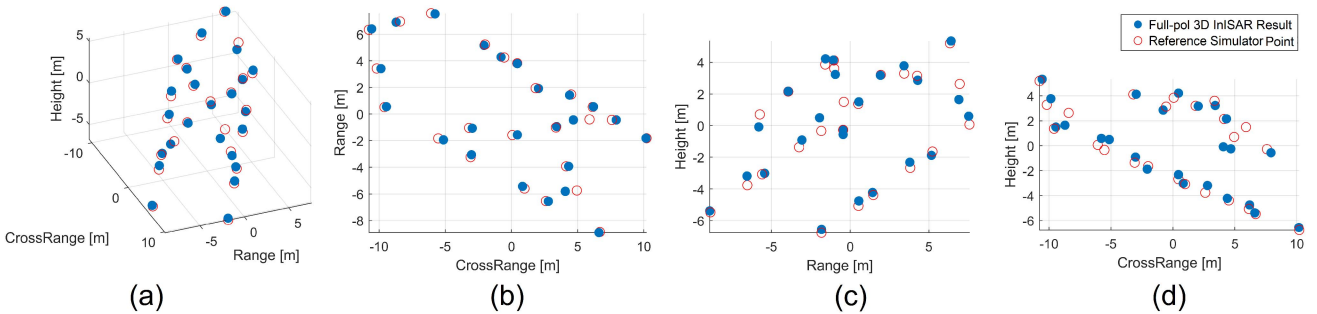 Full-pol 3D InISAR Result
Reference Simulator Point
5
0
-5
Height [m]
-10
0
10
CrossRange [m]
-5
0
5
Range [m]
(a)
6
4
2
0
-2
-4
-6
-8
Range [m]
-10
-5
0
5
10
CrossRange [m]
(b)
4
2
0
-2
-4
-6
Height [m]
-5
0
5
Range [m]
(c)
4
2
0
-2
-4
-6
Height [m]
-10
-5
0
5
10
CrossRange [m]
(d)